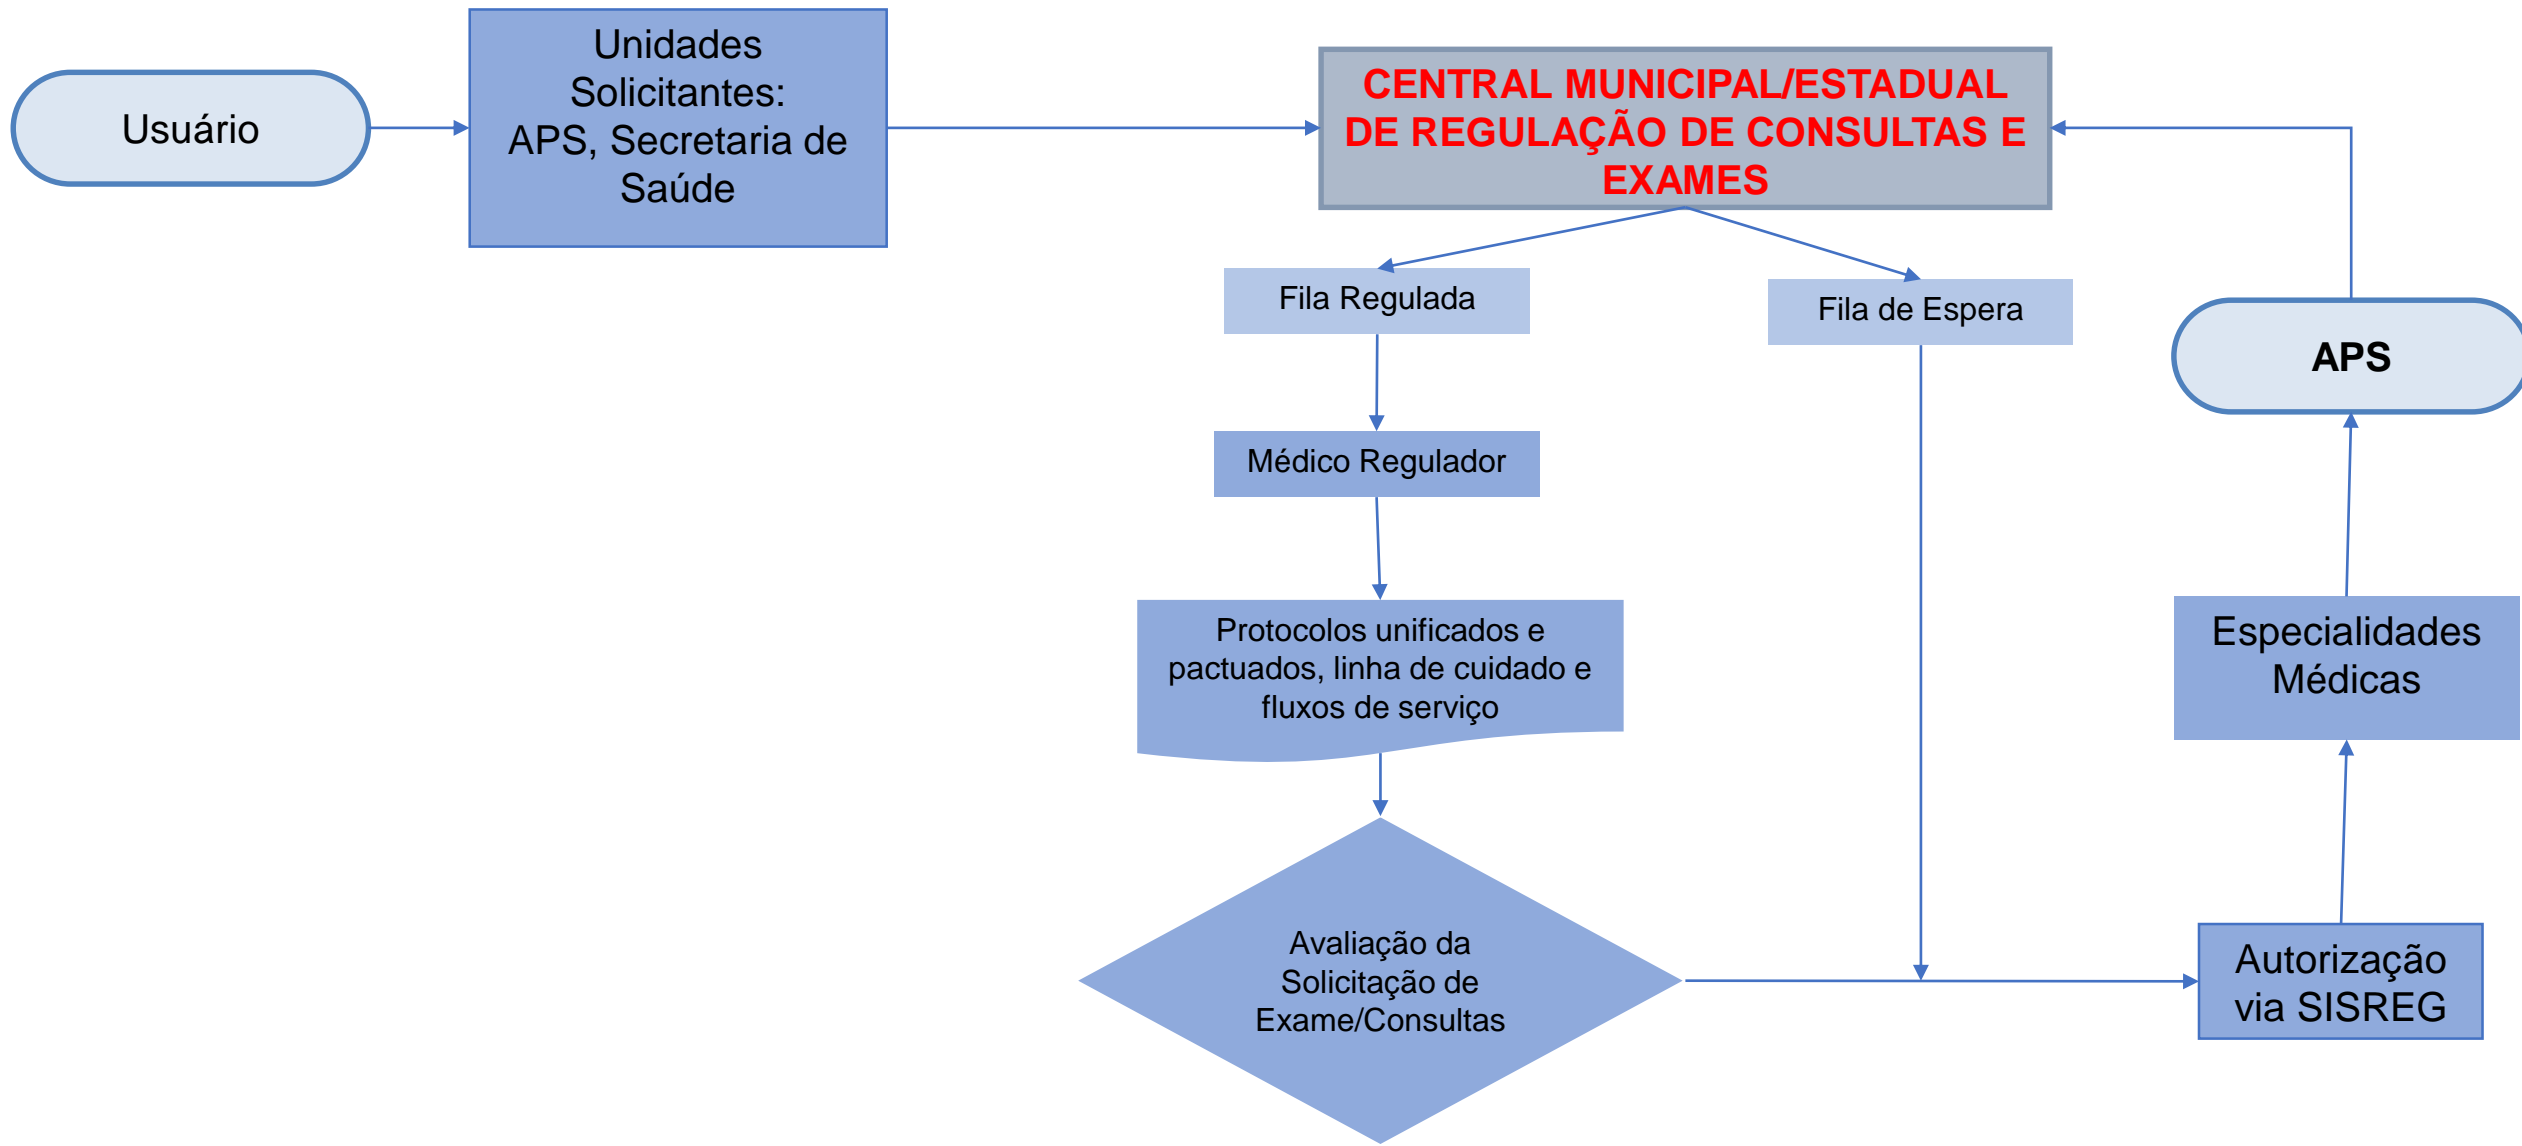 Usuário
Unidades
Solicitantes:
APS, Secretaria de
Saúde
CENTRAL MUNICIPAL/ESTADUAL
DE REGULAÇÃO DE CONSULTAS E
EXAMES
Fila Regulada
Fila de Espera
APS
Médico Regulador
Protocolos unificados e
pactuados, linha de cuidado e
fluxos de serviço
Especialidades
Médicas
Avaliação da
Solicitação de
Exame/Consultas
Autorização
via SISREG